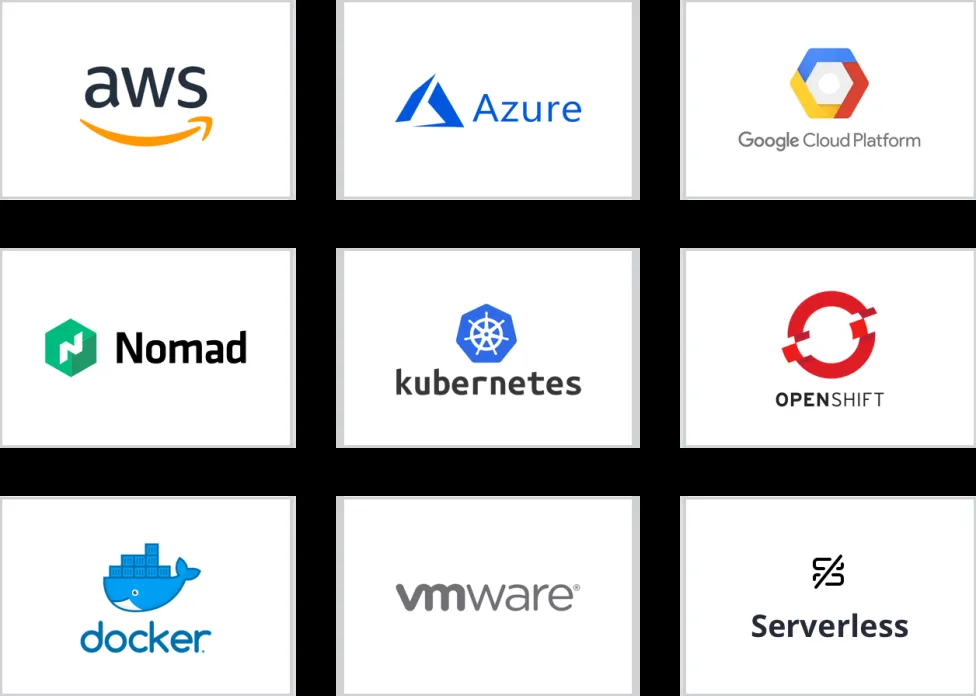 aws
Azure
Google Cloud Platform
Nomad
kubernetes
OPENSHIFT
docker
vmware®
Serverless